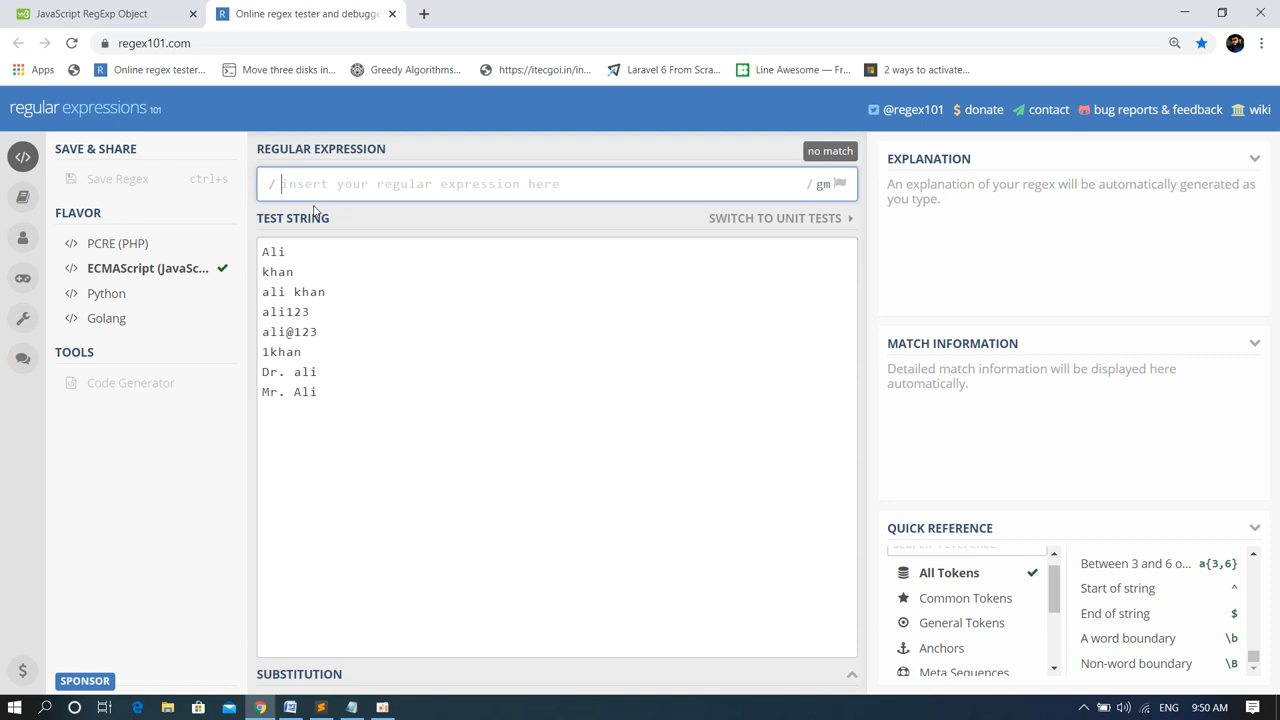 JavaScript RegExp Object
Online regex tester and debugge
regex101.com
Apps
Online regex tester...
Move three disks in...
Greedy Algorithms...
https://itecgoi.in/in...
Laravel 6 From Scra...
Line Awesome — Fr...
2 ways to activate...
regular expressions 101
@regex101
$ donate
contact
bug reports & feedback
wiki
SAVE & SHARE
Save Regex ctrl+s
FLAVOR
</> PCRE (PHP)
</> ECMAScript (JavaSc...
</> Python
</> Golang
TOOLS
Code Generator
SPONSOR
REGULAR EXPRESSION
no match
/ insert your regular expression here / gm
TEST STRING
SWITCH TO UNIT TESTS
Ali
khan
ali khan
ali123
ali@123
1khan
Dr. ali
Mr. Ali
SUBSTITUTION
EXPLANATION
An explanation of your regex will be automatically generated as
you type.
MATCH INFORMATION
Detailed match information will be displayed here
automatically.
QUICK REFERENCE
All Tokens
Common Tokens
General Tokens
Anchors
Meta Sequences
Between 3 and 6 o... a{3,6}
Start of string ^
End of string $
A word boundary \b
Non-word boundary \B
ENG 9:50 AM